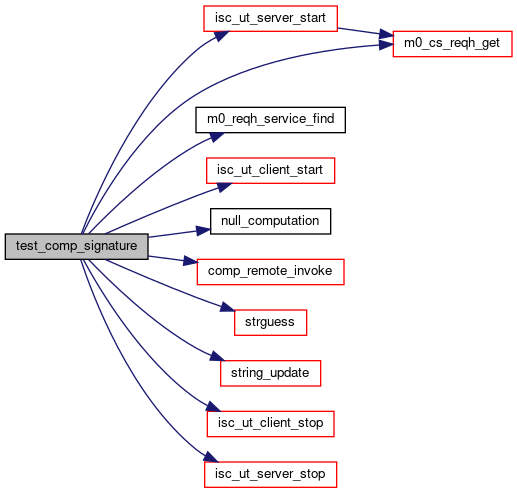 isc_ut_server_start
m0_cs_reqh_get
m0_reqh_service_find
isc_ut_client_start
null_computation
test_comp_signature
comp_remote_invoke
strguess
string_update
isc_ut_client_stop
isc_ut_server_stop